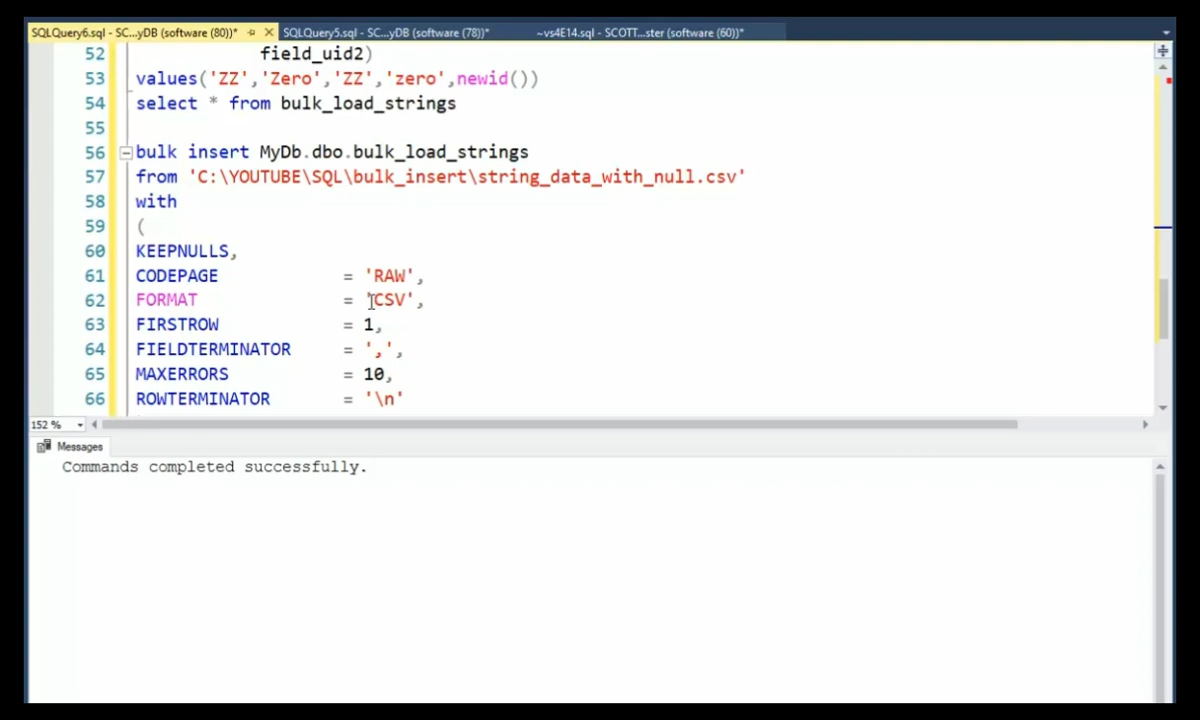 SQLQuery6.sql - SC...yDB (software (80))* SQLQuery5.sql - SC...yDB (software (78))* ~vs4E14.sql - SCOTT...ster (software (60))*
52 field_uid2)
53 values('ZZ','Zero','ZZ','zero',newid())
54 select * from bulk_load_strings
55
56 bulk insert MyDb.dbo.bulk_load_strings
57 from 'C:\YOUTUBE\SQL\bulk_insert\string_data_with_null.csv'
58 with
59 (
60 KEEPNULLS,
61 CODEPAGE = 'RAW',
62 FORMAT = 'CSV',
63 FIRSTROW = 1,
64 FIELDTERMINATOR = ',',
65 MAXERRORS = 10,
66 ROWTERMINATOR = '\n'
152 %
Messages
Commands completed successfully.